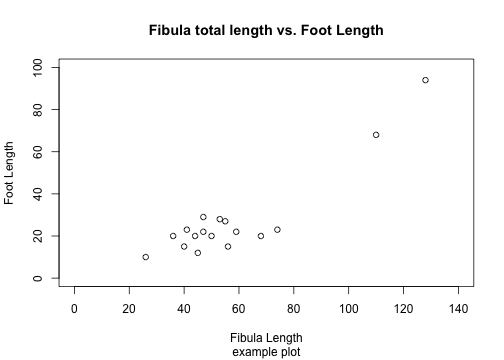 Fibula total length vs. Foot Length
Foot Length
100
80
60
40
20
0
0 20 40 60 80 100 120 140
Fibula Length
example plot